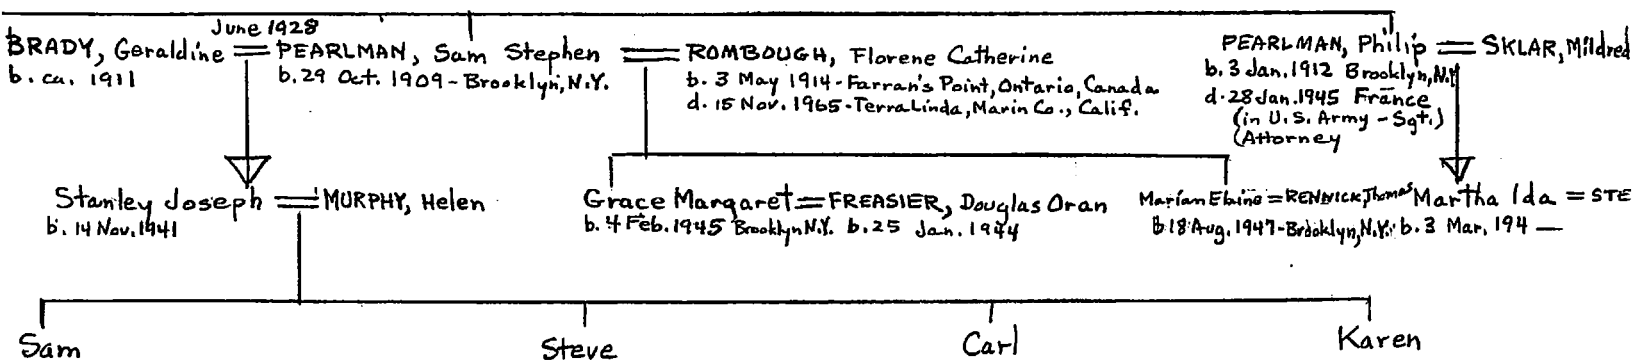 June 1928
BRADY, Geraldine = PEARLMAN, Sam Stephen = ROMBOUGH, Florene Catherine
b. ca. 1911
b. 29 Oct. 1909 - Brooklyn, N.Y.
b. 3 May 1914 - Farran's Point, Ontario, Canada
d. 15 Nov. 1965 - Terra Linda, Marin Co., Calif.
PEARLMAN, Philip = SKLAR, Mildred
b. 3 Jan. 1912 Brooklyn, N.Y.
d. 28 Jan. 1945 France
(in U.S. Army - Sgt.)
(Attorney
Stanley Joseph = MURPHY, Helen
b. 14 Nov. 1941
Grace Margaret = FREASIER, Douglas Oran
b. 4 Feb. 1945 Brooklyn N.Y. b. 25 Jan. 1944
Marian Elaine = RENWICK, Thomas
b. 18 Aug. 1947 - Brooklyn, N.Y.
Martha Ida = STE
b. 3 Mar. 194 —
Sam
Steve
Carl
Karen